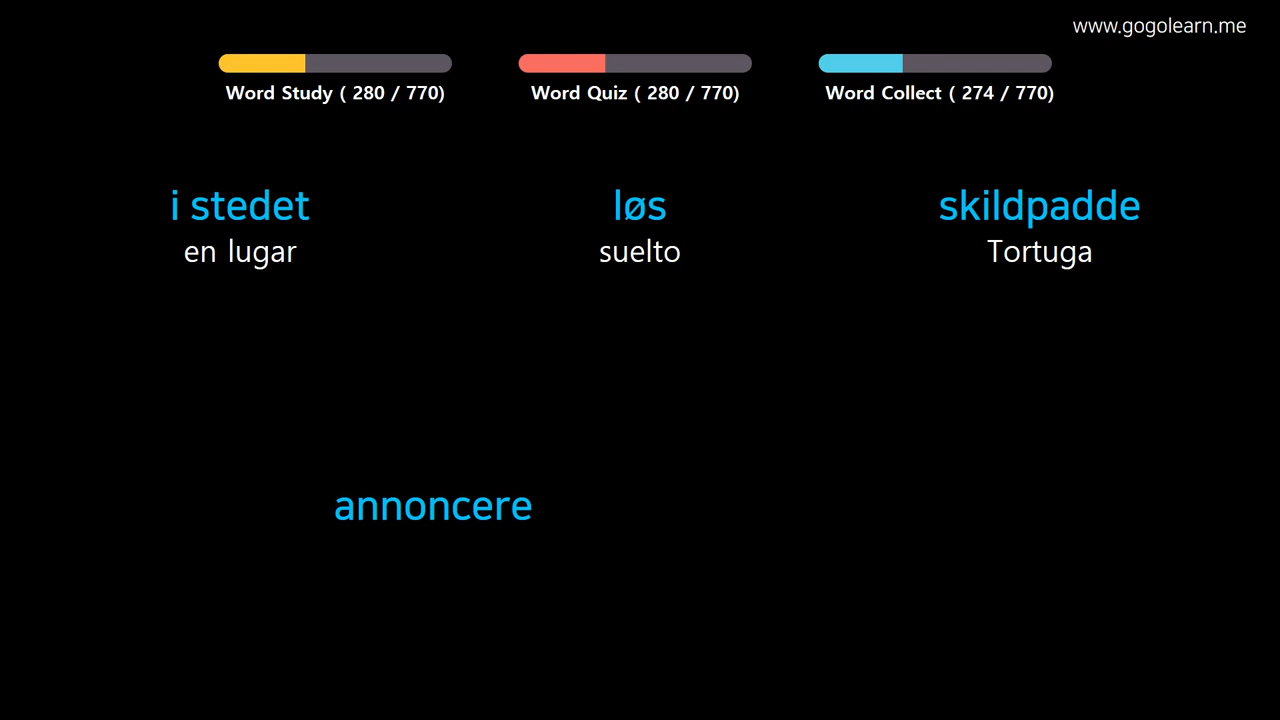 www.gogolearn.me
Word Study ( 280 / 770)
Word Quiz ( 280 / 770)
Word Collect ( 274 / 770)
i stedet
en lugar
løs
suelto
skildpadde
Tortuga
annoncere